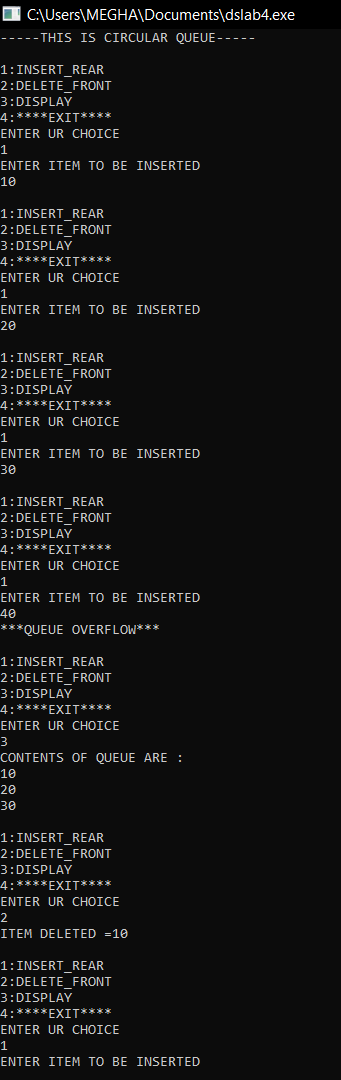 C:\Users\MEGHA\Documents\dslab4.exe
-----THIS IS CIRCULAR QUEUE-----
1:INSERT_REAR
2:DELETE_FRONT
3:DISPLAY
4:****EXIT****
ENTER UR CHOICE
1
ENTER ITEM TO BE INSERTED
10
1:INSERT_REAR
2:DELETE_FRONT
3:DISPLAY
4:****EXIT****
ENTER UR CHOICE
1
ENTER ITEM TO BE INSERTED
20
1:INSERT_REAR
2:DELETE_FRONT
3:DISPLAY
4:****EXIT****
ENTER UR CHOICE
1
ENTER ITEM TO BE INSERTED
30
1:INSERT_REAR
2:DELETE_FRONT
3:DISPLAY
4:****EXIT****
ENTER UR CHOICE
1
ENTER ITEM TO BE INSERTED
40
***QUEUE OVERFLOW***
1:INSERT_REAR
2:DELETE_FRONT
3:DISPLAY
4:****EXIT****
ENTER UR CHOICE
3
CONTENTS OF QUEUE ARE :
10
20
30
1:INSERT_REAR
2:DELETE_FRONT
3:DISPLAY
4:****EXIT****
ENTER UR CHOICE
2
ITEM DELETED =10
1:INSERT_REAR
2:DELETE_FRONT
3:DISPLAY
4:****EXIT****
ENTER UR CHOICE
1
ENTER ITEM TO BE INSERTED